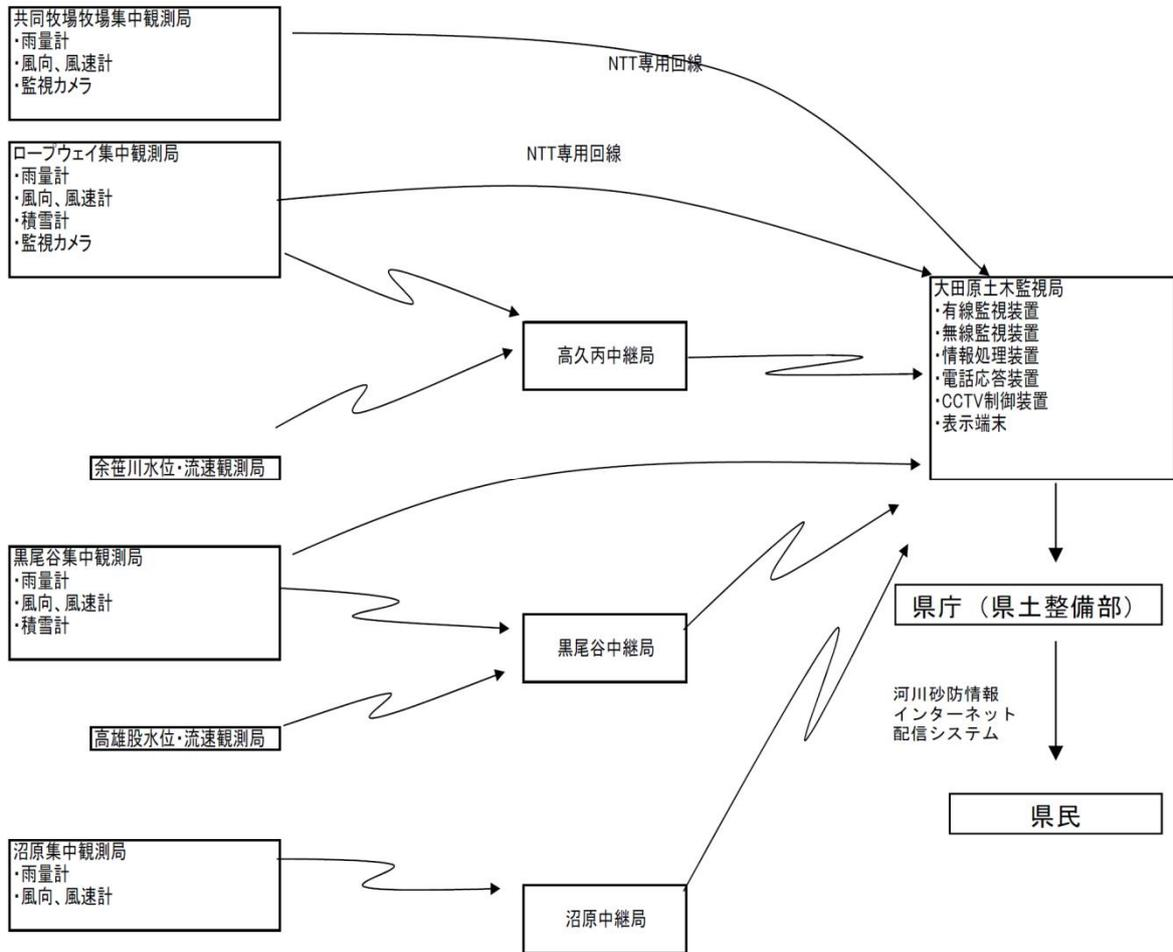 共同牧場牧場集中観測局
・雨量計
・風向、風速計
・監視カメラ
NTT専用回線
ロープウェイ集中観測局
・雨量計
・風向、風速計
・積雪計
・監視カメラ
NTT専用回線
大田原土木監視局
・有線監視装置
・無線監視装置
・情報処理装置
・電話応答装置
・CCTV制御装置
・表示端末
高久丙中継局
余笹川水位・流速観測局
黒尾谷集中観測局
・雨量計
・風向、風速計
・積雪計
県庁（県土整備部）
黒尾谷中継局
高雄股水位・流速観測局
河川砂防情報
インターネット
配信システム
県民
沼原集中観測局
・雨量計
・風向、風速計
沼原中継局